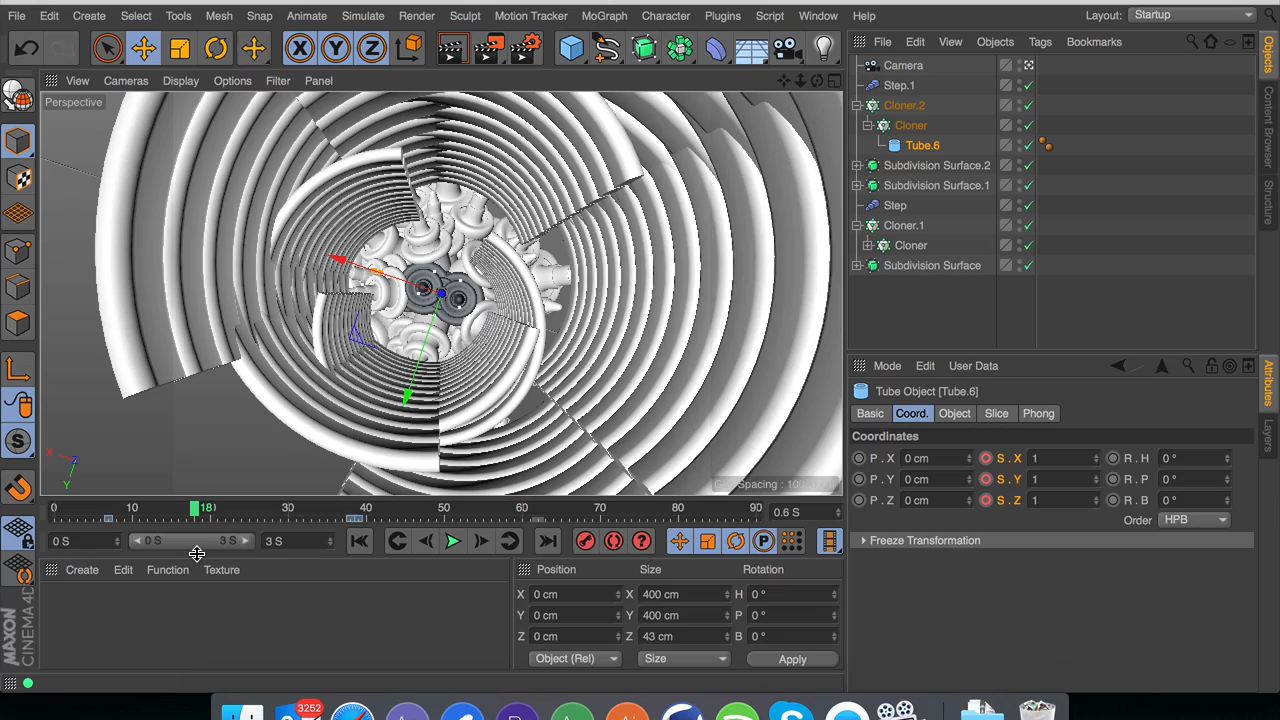 File Edit Create Select Tools Mesh Snap Animate Simulate Render Sculpt Motion Tracker MoGraph Character Plugins Script Window Help Layout: Startup
X Y Z
File Edit View Objects Tags Bookmarks
View Cameras Display Options Filter Panel
Perspective
Camera
Step.1
Cloner.2
Cloner
Tube.6
Subdivision Surface.2
Subdivision Surface.1
Step
Cloner.1
Cloner
Subdivision Surface
Objects
Content Browser
Structure
Mode Edit User Data
Tube Object [Tube.6]
Basic Coord. Object Slice Phong
Coordinates
P . X 0 cm S . X 1 R . H 0 °
P . Y 0 cm S . Y 1 R . P 0 °
P . Z 0 cm S . Z 1 R . B 0 °
Order HPB
Freeze Transformation
Attributes
Layers
X Z
Y
S
0 10 18 30 40 50 60 70 80 90 0.6 S
0 S 0 S 3 S 3 S
P
Create Edit Function Texture
Position Size Rotation
X 0 cm X 400 cm H 0 °
Y 0 cm Y 400 cm P 0 °
Z 0 cm Z 43 cm B 0 °
Object (Rel) Size Apply
MAXON
CINEMA 4D
3252